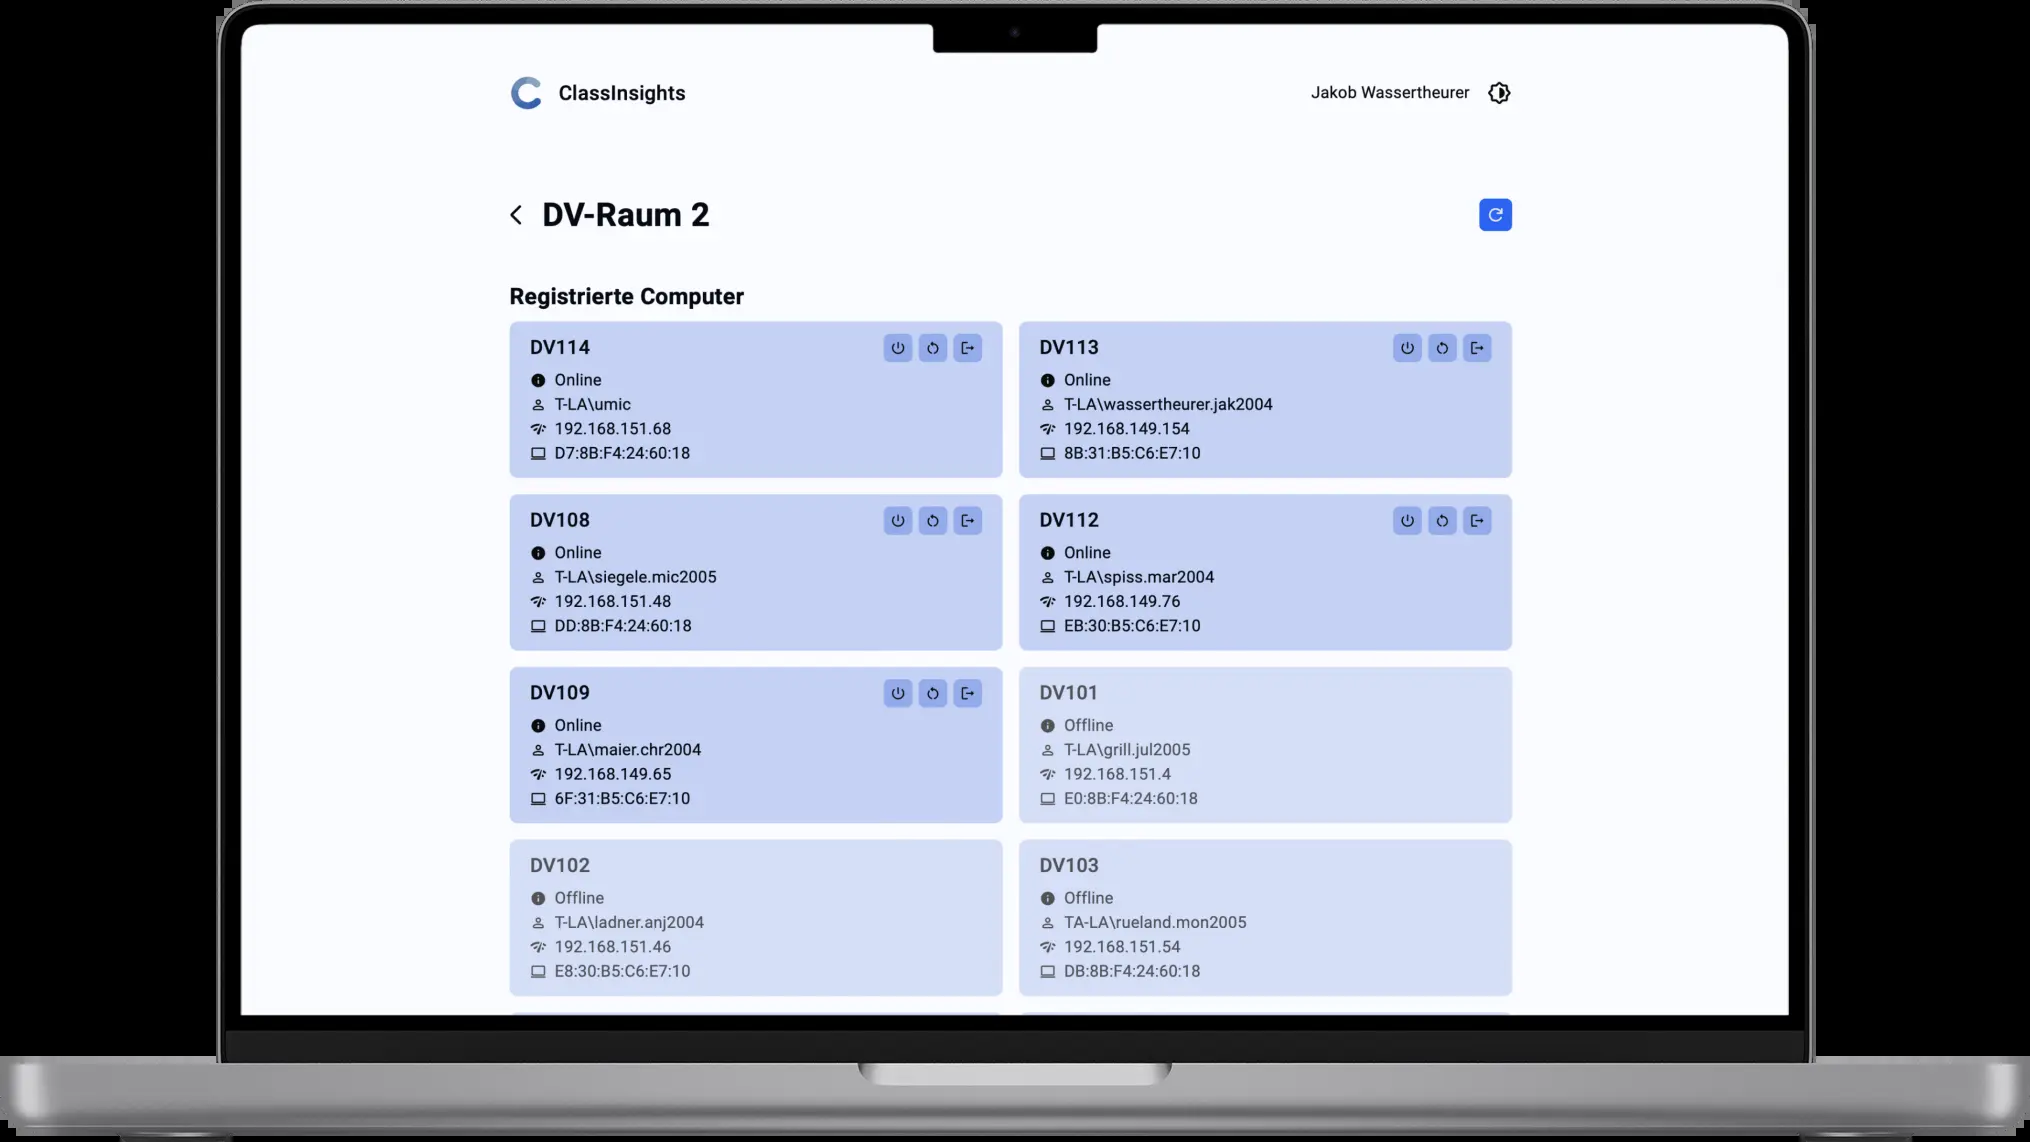 ClassInsights
Jakob Wassertheurer
DV-Raum 2
Registrierte Computer
DV114
Online
T-LA\umic
192.168.151.68
D7:8B:F4:24:60:18
DV113
Online
T-LA\wassertheurer.jak2004
192.168.149.154
8B:31:B5:C6:E7:10
DV108
Online
T-LA\siegele.mic2005
192.168.151.48
DD:8B:F4:24:60:18
DV112
Online
T-LA\spiss.mar2004
192.168.149.76
EB:30:B5:C6:E7:10
DV109
Online
T-LA\maier.chr2004
192.168.149.65
6F:31:B5:C6:E7:10
DV101
Offline
T-LA\grill.jul2005
192.168.151.4
E0:8B:F4:24:60:18
DV102
Offline
T-LA\ladner.anj2004
192.168.151.46
E8:30:B5:C6:E7:10
DV103
Offline
TA-LA\rueland.mon2005
192.168.151.54
DB:8B:F4:24:60:18